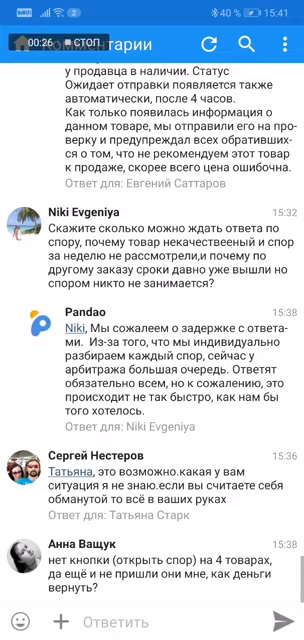 40 % 15:41
00:26 СТОП Комментарии
у продавца в наличии. Статус
Ожидает отправки появляется также
автоматически, после 4 часов.
Как только появилась информация о
данном товаре, мы отправили его на про-
верку и предупреждал всех обративших-
ся о том, что не рекомендуем этот товар
к продаже, скорее всего цена ошибочна.
Ответ для: Евгений Саттаров
Niki Evgeniya 15:32
Скажите сколько можно ждать ответа по
спору, почему товар некачествееный и спор
за неделю не рассмотрели,и почему по
другому заказу сроки давно уже вышли но
спором никто не занимается?
Pandao 15:38
Niki, Мы сожалеем о задержке с ответа-
ми. Из-за того, что мы индивидуально
разбираем каждый спор, сейчас у
арбитража большая очередь. Ответят
обязательно всем, но к сожалению, это
происходит не так быстро, как нам бы
того хотелось.
Ответ для: Niki Evgeniya
Сергей Нестеров 15:36
Татьяна, это возможно.какая у вам
ситуация я не знаю.если вы считаете себя
обманутой то всё в ваших руках
Ответ для: Татьяна Старк
Анна Ващук 15:38
нет кнопки (открыть спор) на 4 товарах,
да ещё и не пришли они мне, как деньги
вернуть?
Ответить